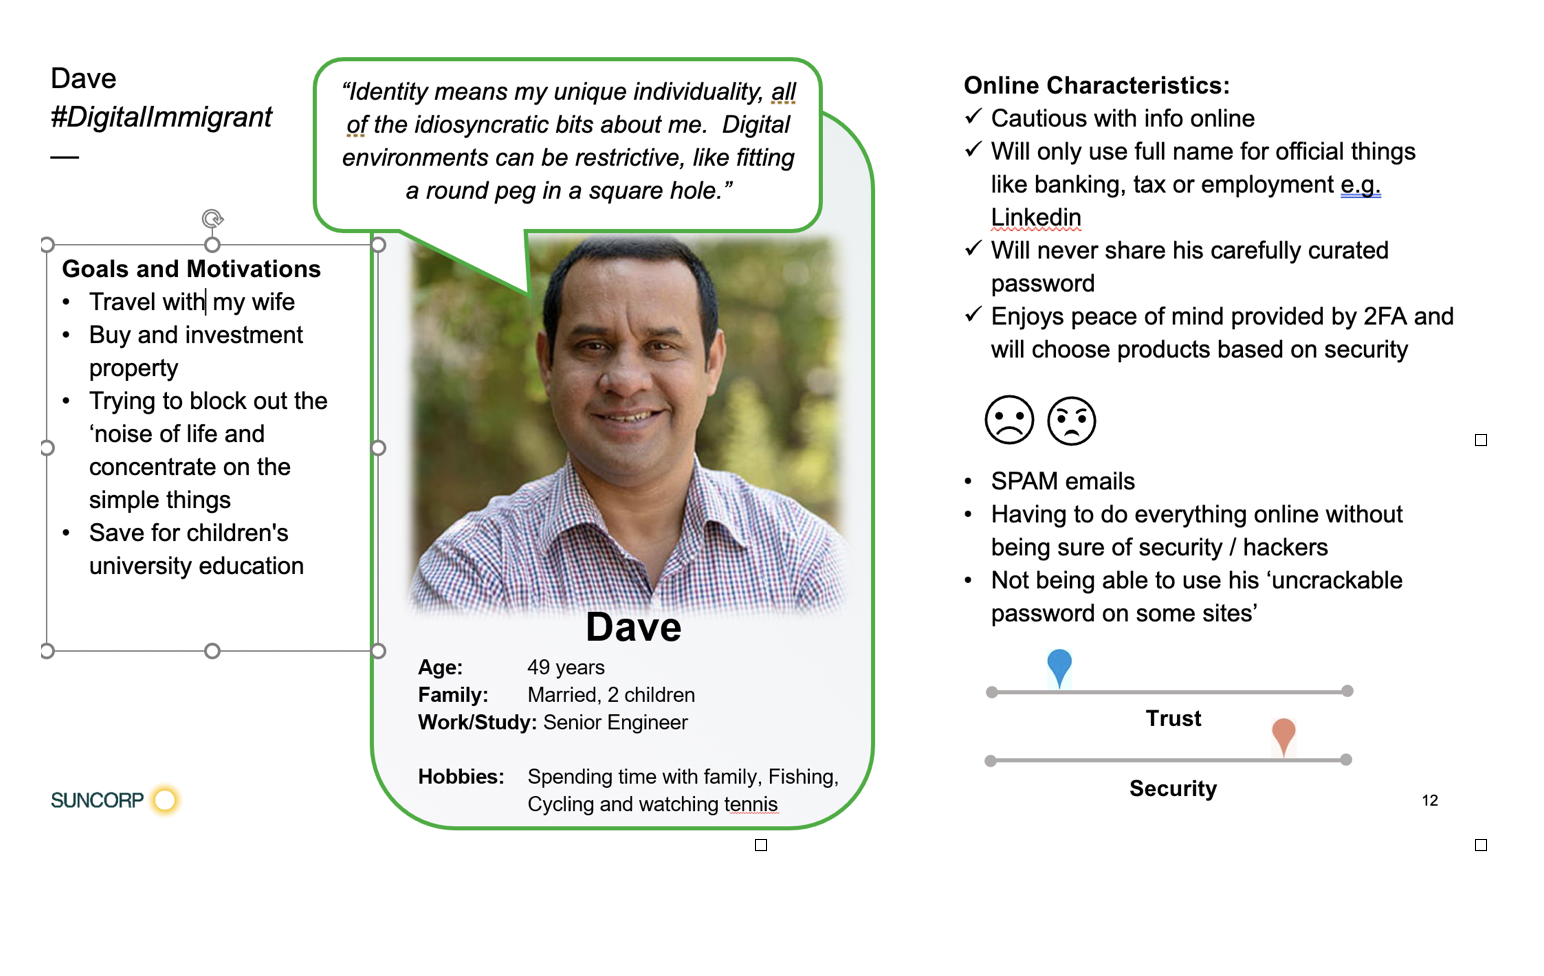 Dave
#DigitalImmigrant
—
“Identity means my unique individuality, all
of the idiosyncratic bits about me.  Digital
environments can be restrictive, like fitting
a round peg in a square hole.”
Goals and Motivations
• Travel with my wife
• Buy and investment
property
• Trying to block out the
‘noise of life and
concentrate on the
simple things
• Save for children's
university education
SUNCORP
Dave
Age: 49 years
Family: Married, 2 children
Work/Study: Senior Engineer
Hobbies: Spending time with family, Fishing,
Cycling and watching tennis
Online Characteristics:
✓ Cautious with info online
✓ Will only use full name for official things
like banking, tax or employment e.g.
Linkedin
✓ Will never share his carefully curated
password
✓ Enjoys peace of mind provided by 2FA and
will choose products based on security
• SPAM emails
• Having to do everything online without
being sure of security / hackers
• Not being able to use his ‘uncrackable
password on some sites’
Trust
Security
12